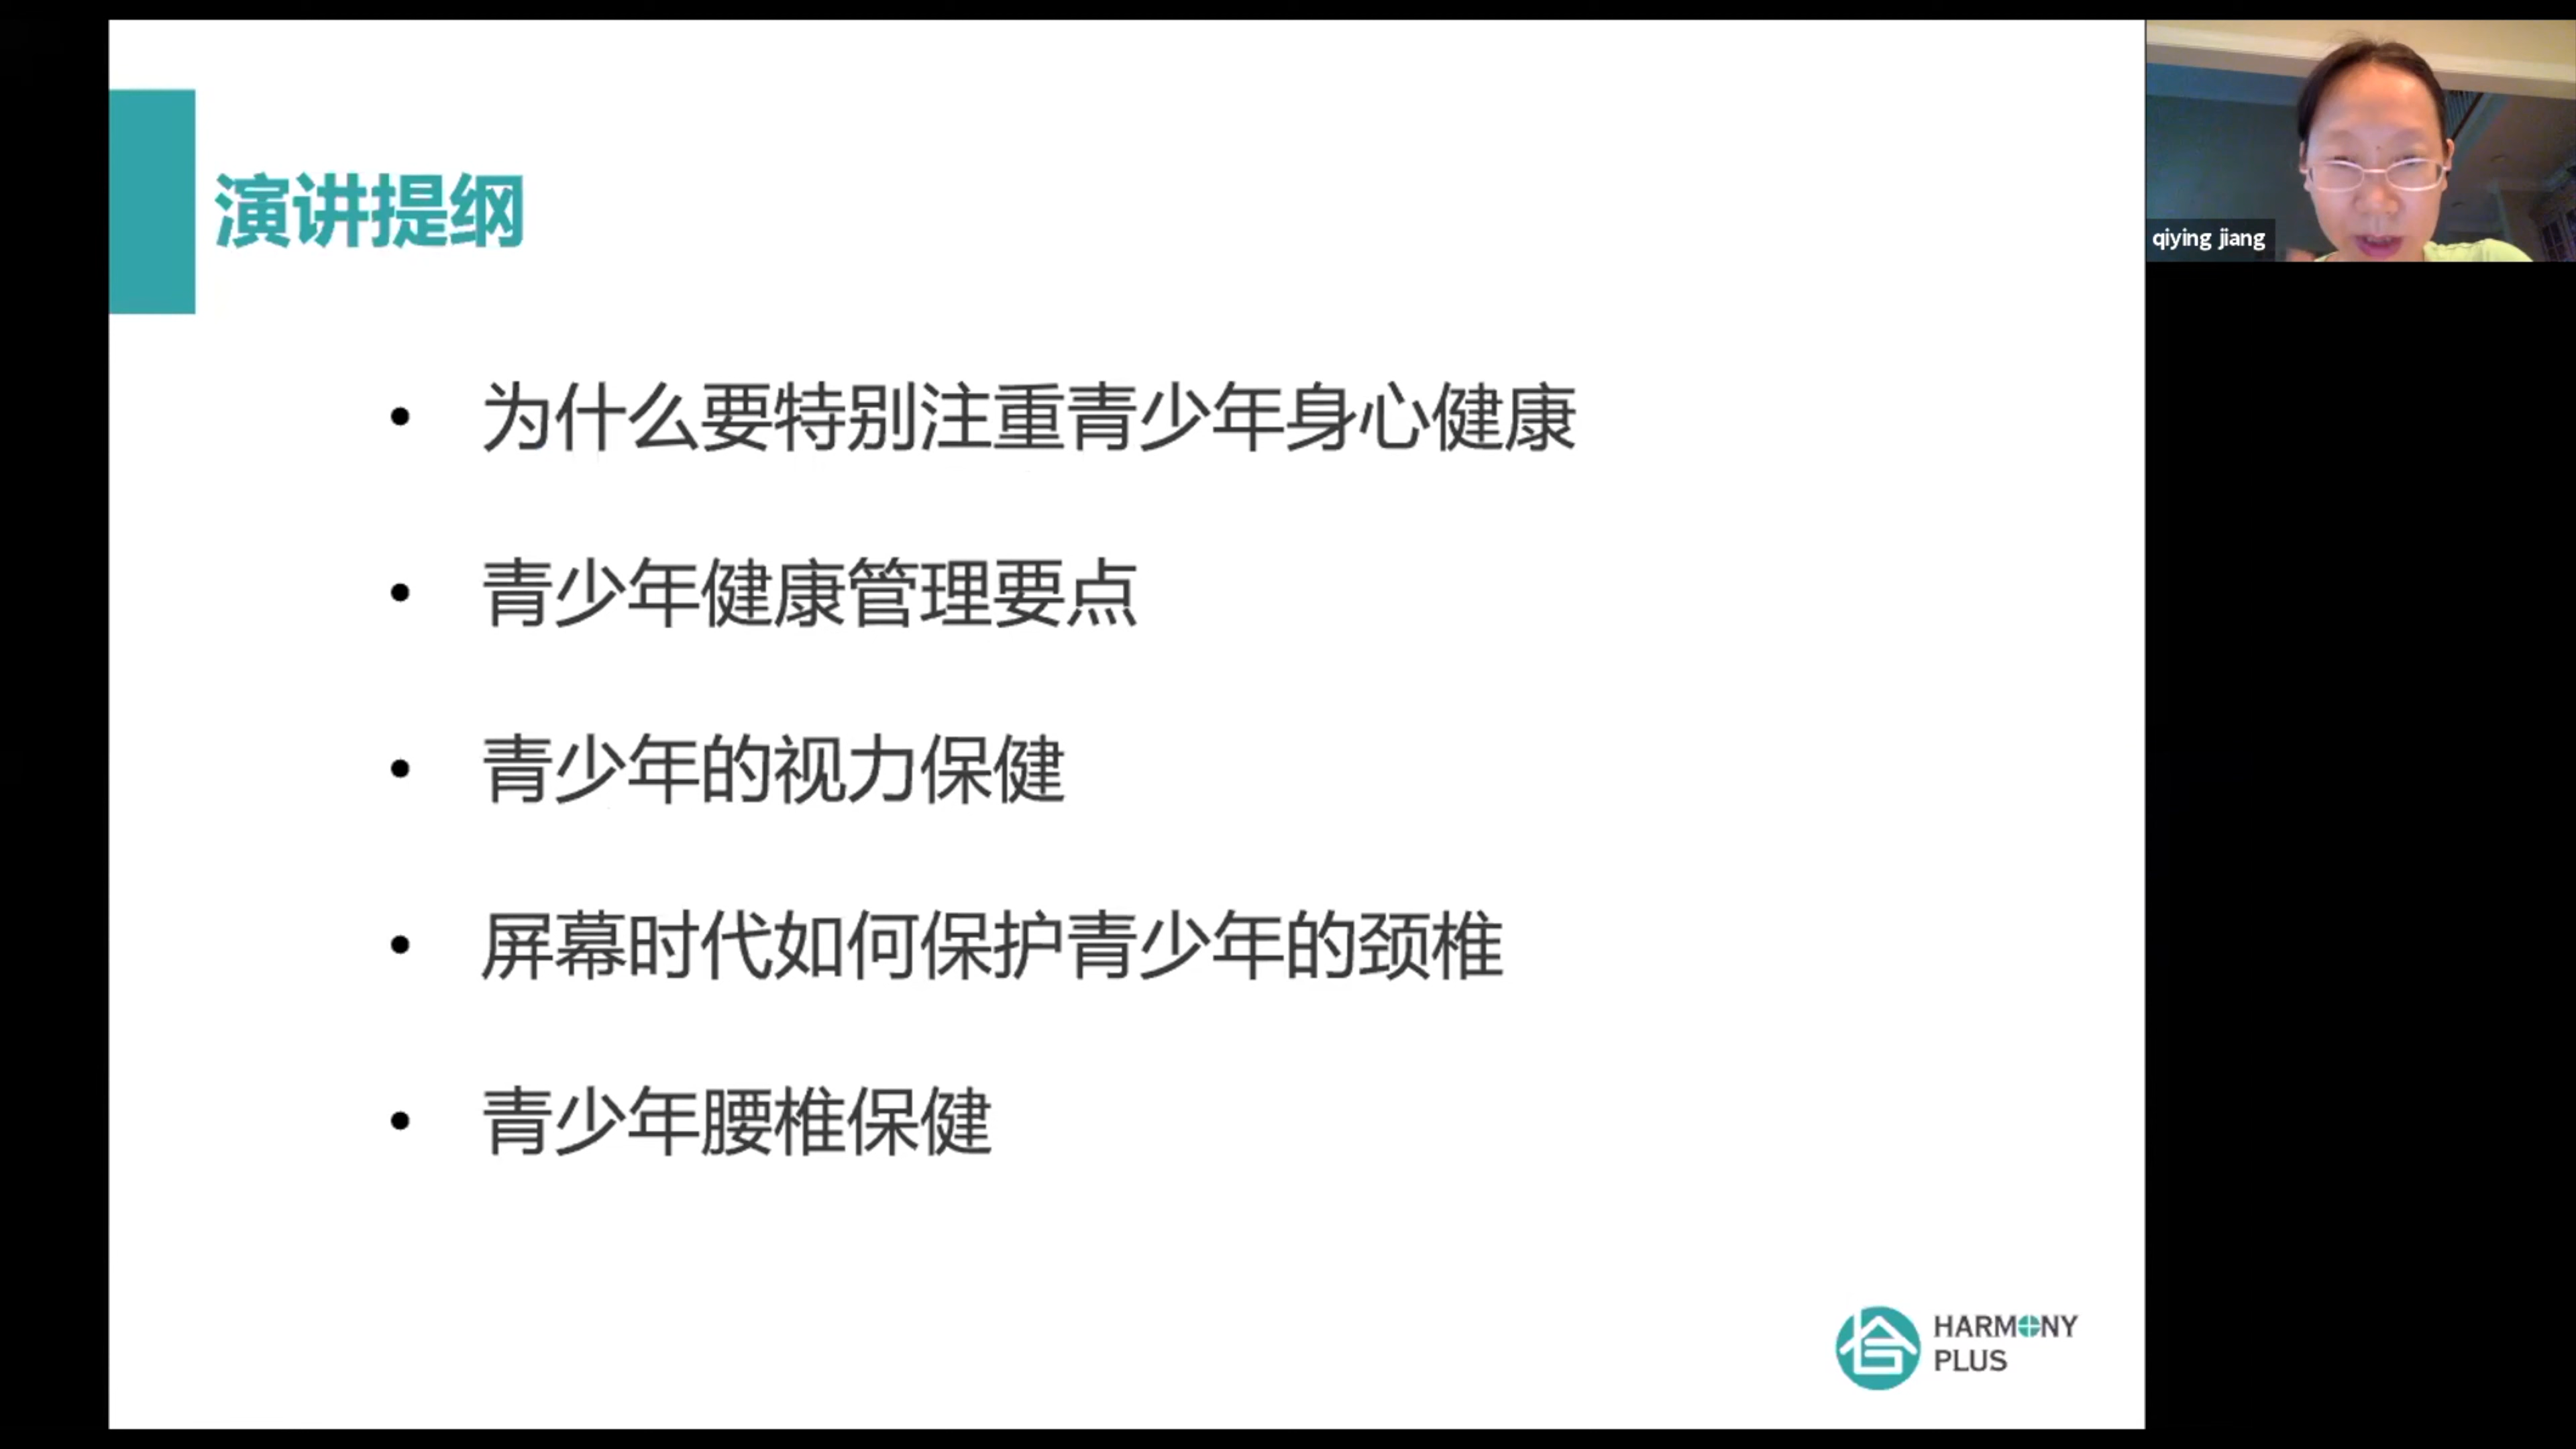 演讲提纲
• 为什么要特别注重青少年身心健康
• 青少年健康管理要点
• 青少年的视力保健
• 屏幕时代如何保护青少年的颈椎
• 青少年腰椎保健
qiying jiang
HARMONY
PLUS